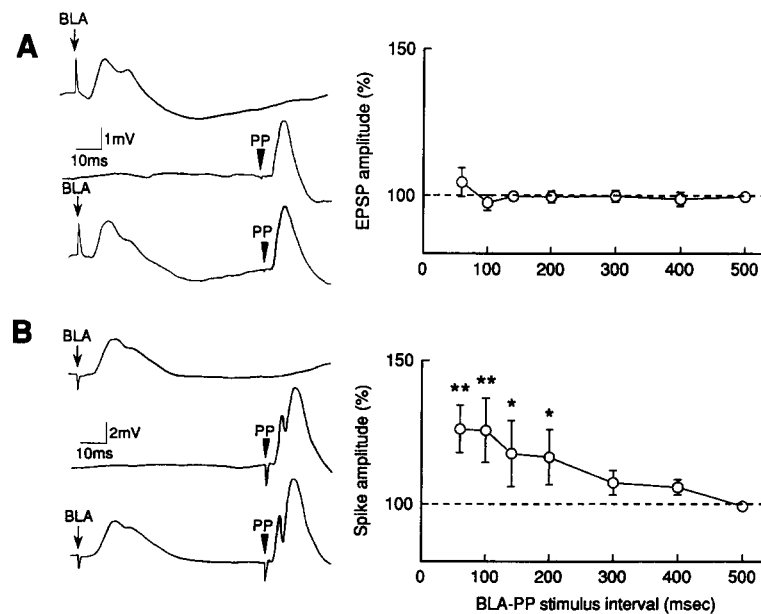 A
BLA
1mV
10ms
PP
BLA
PP
150
100
EPSP amplitude (%)
0 100 200 300 400 500
B
BLA
2mV
10ms
PP
BLA
PP
150
100
Spike amplitude (%)
** ** * *
0 100 200 300 400 500
BLA-PP stimulus interval (msec)